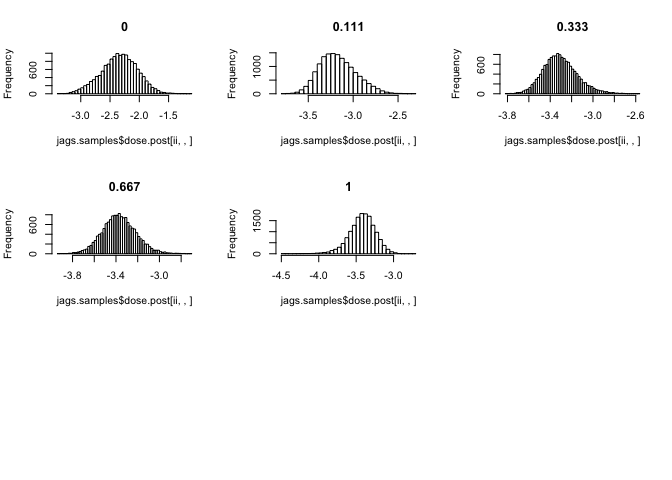 0
Frequency
0 600
-3.0 -2.5 -2.0 -1.5
jags.samples$dose.post[ii, , ]
0.111
Frequency
0 1000
-3.5 -3.0 -2.5
jags.samples$dose.post[ii, , ]
0.333
Frequency
0 600
-3.8 -3.4 -3.0 -2.6
jags.samples$dose.post[ii, , ]
0.667
Frequency
0 600
-3.8 -3.4 -3.0
jags.samples$dose.post[ii, , ]
1
Frequency
0 1500
-4.5 -4.0 -3.5 -3.0
jags.samples$dose.post[ii, , ]